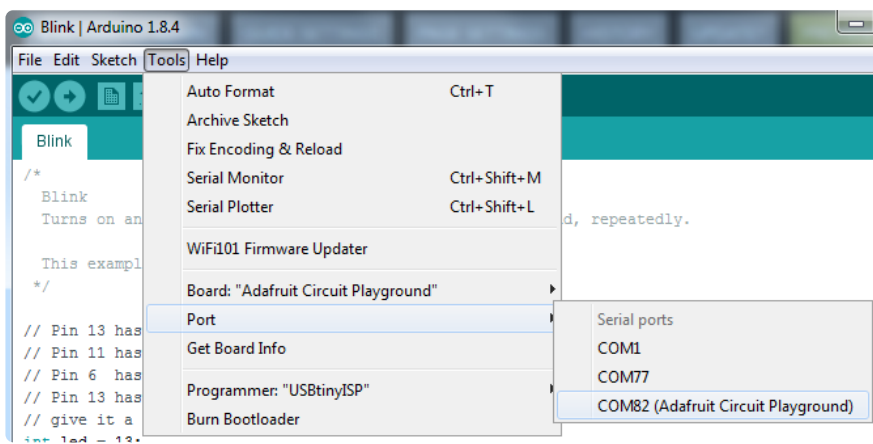 Blink | Arduino 1.8.4
File Edit Sketch Tools Help
Auto Format Ctrl+T
Archive Sketch
Blink
Fix Encoding & Reload
/*
Serial Monitor Ctrl+Shift+M
Blink
Serial Plotter Ctrl+Shift+L
Turns on an d, repeatedly.
WiFi101 Firmware Updater
This exampl
*/
Board: "Adafruit Circuit Playground"
Port
Serial ports
// Pin 13 has
Get Board Info
COM1
// Pin 11 has
COM77
// Pin 6 has
Programmer: "USBtinyISP"
// Pin 13 has
COM82 (Adafruit Circuit Playground)
// give it a
Burn Bootloader
int led = 13;